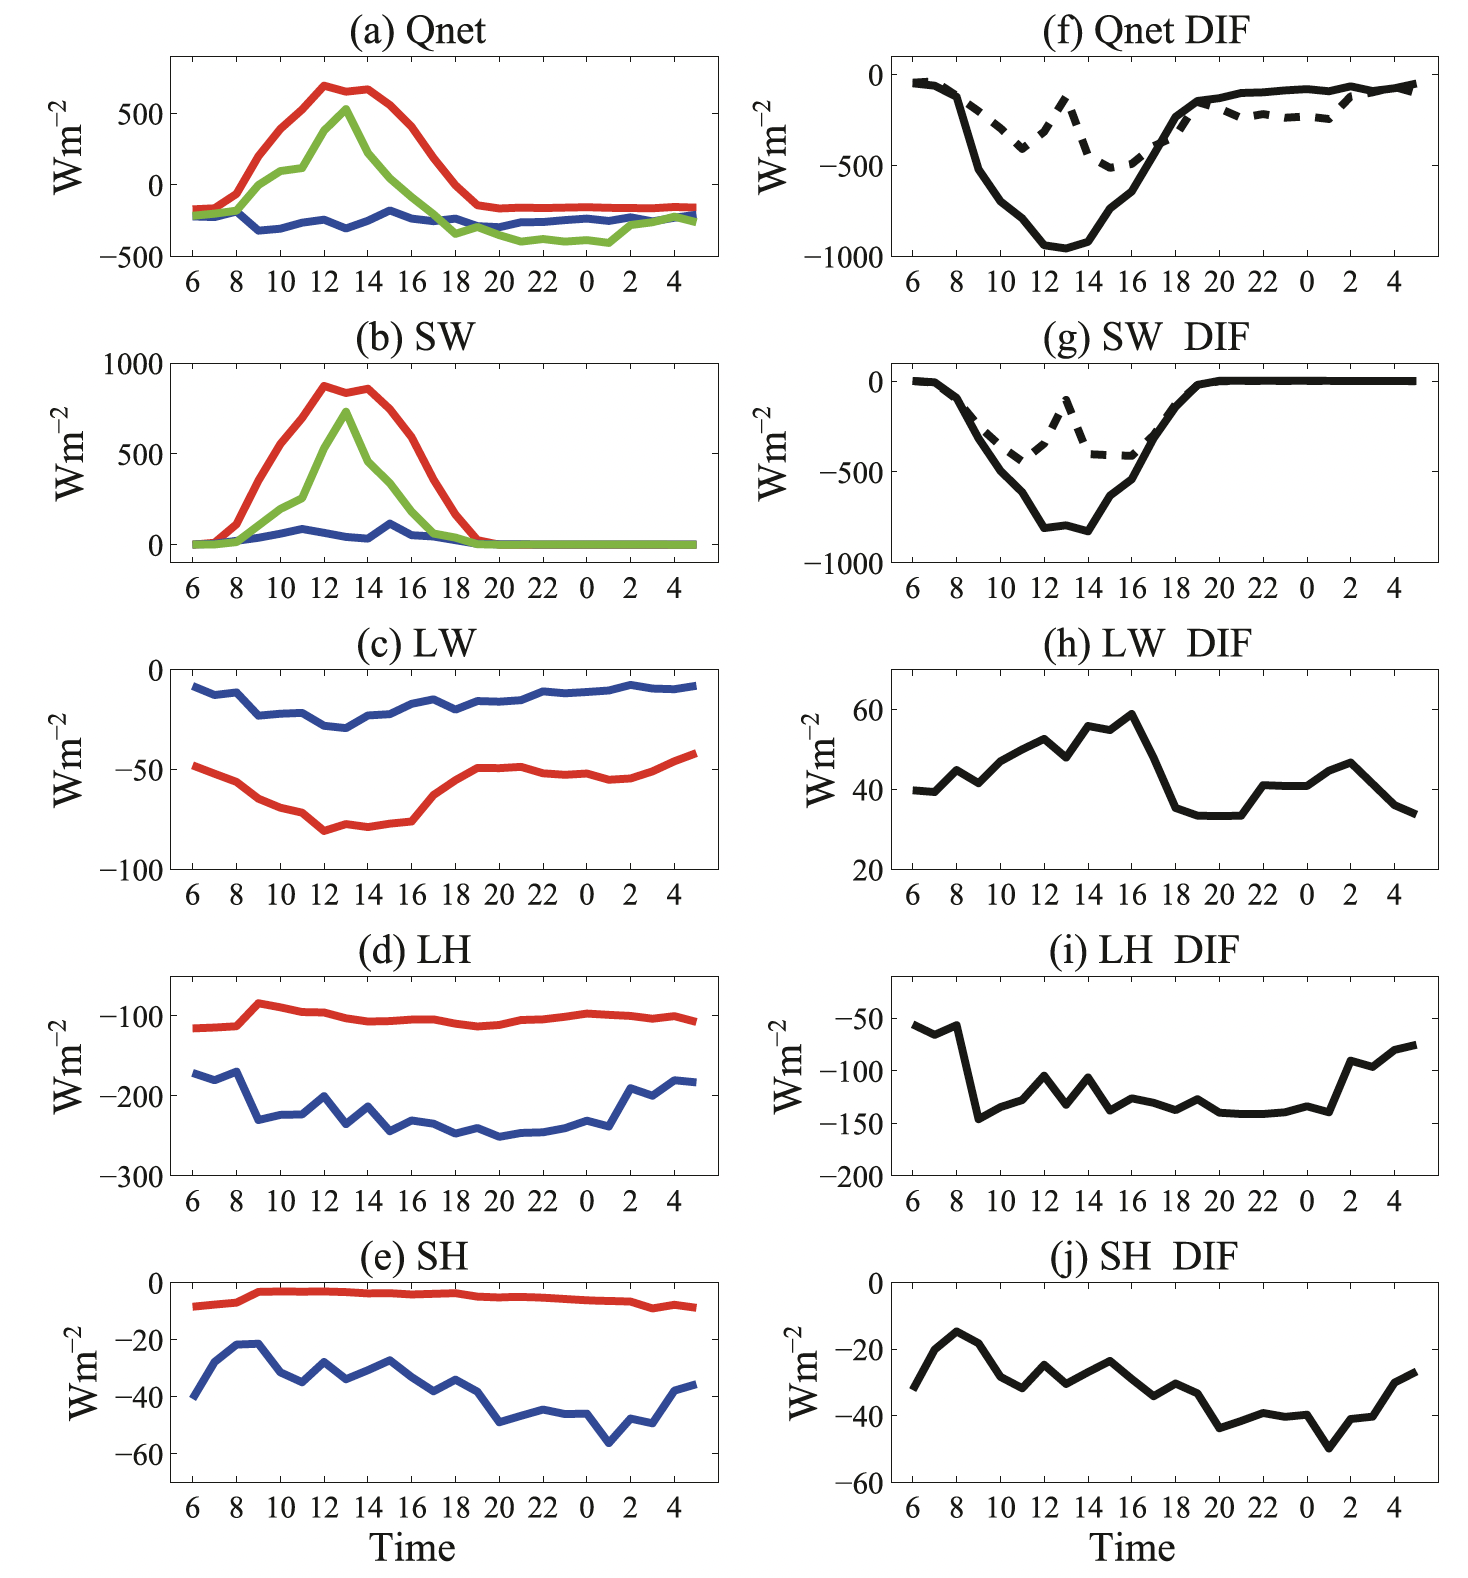 (a) Qnet
Wm−2
500
0
−500
6 8 10 12 14 16 18 20 22 0 2 4
(f) Qnet DIF
Wm−2
0
−500
−1000
6 8 10 12 14 16 18 20 22 0 2 4
(b) SW
Wm−2
1000
500
0
6 8 10 12 14 16 18 20 22 0 2 4
(g) SW DIF
Wm−2
0
−500
−1000
6 8 10 12 14 16 18 20 22 0 2 4
(c) LW
Wm−2
0
−50
−100
6 8 10 12 14 16 18 20 22 0 2 4
(h) LW DIF
Wm−2
60
40
20
6 8 10 12 14 16 18 20 22 0 2 4
(d) LH
Wm−2
−100
−200
−300
6 8 10 12 14 16 18 20 22 0 2 4
(i) LH DIF
Wm−2
−50
−100
−150
−200
6 8 10 12 14 16 18 20 22 0 2 4
(e) SH
Wm−2
0
−20
−40
−60
6 8 10 12 14 16 18 20 22 0 2 4
Time
(j) SH DIF
Wm−2
0
−20
−40
−60
6 8 10 12 14 16 18 20 22 0 2 4
Time